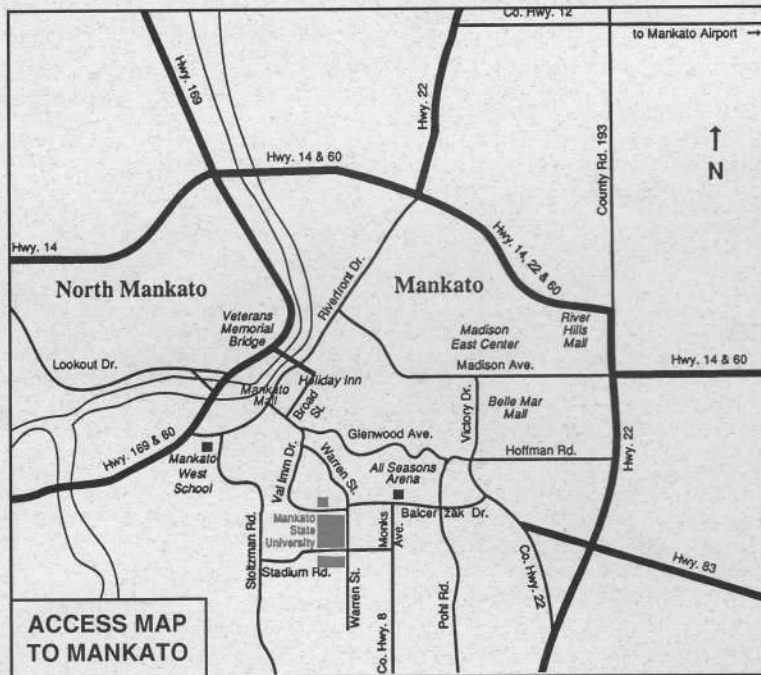 Co. Hwy. 12
to Mankato Airport →
Hwy. 169
Hwy. 22
County Rd. 193
↑
N
Hwy. 14 & 60
Hwy. 14
Hwy. 14, 22 & 60
Riverfront Dr.
North Mankato
Mankato
Veterans
Memorial
Bridge
Madison
East Center
River
Hills
Mall
Lookout Dr.
Madison Ave.
Hwy. 14 & 60
Mankato
Mall
Holiday Inn
Broad
St.
Victory Dr.
Belle Mar
Mall
Hwy. 169 & 60
Glenwood Ave.
Hoffman Rd.
Hwy. 22
Mankato
West
School
Val Imm Dr.
Warren St.
All Seasons
Arena
Balcerzak Dr.
Mankato
State
University
Monks
Ave.
Stoltzman Rd.
Stadium Rd.
Warren St.
Co. Hwy. 8
Pohl Rd.
Co. Hwy. 22
Hwy. 83
ACCESS MAP
TO MANKATO